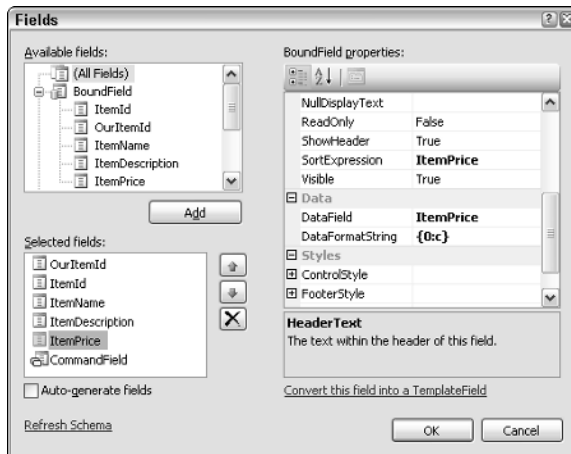 Fields
Available fields:
(All Fields)
BoundField
ItemId
OurItemId
ItemName
ItemDescription
ItemPrice
Add
Selected fields:
OurItemId
ItemId
ItemName
ItemDescription
ItemPrice
CommandField
Auto-generate fields
Refresh Schema
BoundField properties:
NullDisplayText
ReadOnly False
ShowHeader True
SortExpression ItemPrice
Visible True
Data
DataField ItemPrice
DataFormatString {0:c}
Styles
ControlStyle
FooterStyle
HeaderText
The text within the header of this field.
Convert this field into a TemplateField
OK Cancel